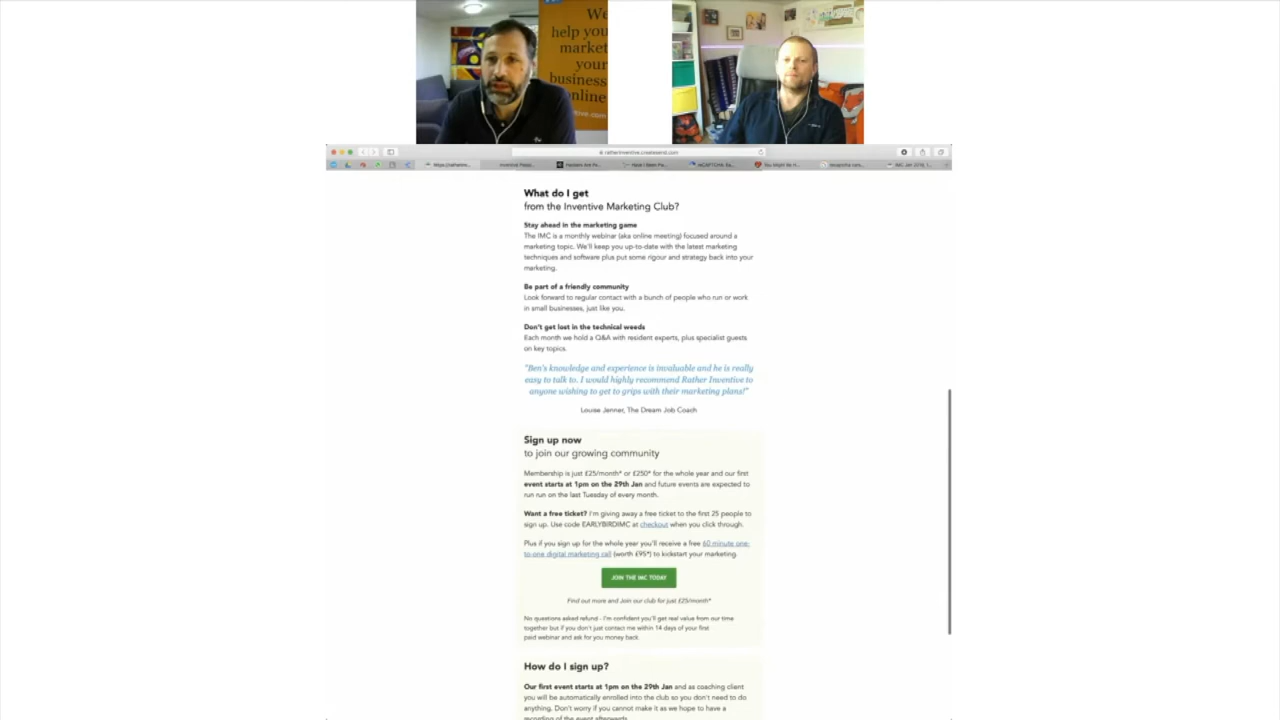 We
help you
market
your
business
online
ratherinventive.createsend.com
What do I get
from the Inventive Marketing Club?
Stay ahead in the marketing game
The IMC is a monthly webinar (aka online meeting) focused around a
marketing topic. We'll keep you up-to-date with the latest marketing
techniques and software plus put some rigour and strategy back into your
marketing.
Be part of a friendly community
Look forward to regular contact with a bunch of people who run or work
in small businesses, just like you.
Don't get lost in the technical weeds
Each month we hold a Q&A with resident experts, plus specialist guests
on key topics.
"Ben's knowledge and experience is invaluable and he is really
easy to talk to. I would highly recommend Rather Inventive to
anyone wishing to get to grips with their marketing plans!"
Louise Jenner, The Dream Job Coach
Sign up now
to join our growing community
Membership is just £25/month* or £250* for the whole year and our first
event starts at 1pm on the 29th Jan and future events are expected to
run run on the last Tuesday of every month.
Want a free ticket? I'm giving away a free ticket to the first 25 people to
sign up. Use code EARLYBIRDIMC at checkout when you click through.
Plus if you sign up for the whole year you'll receive a free 60 minute one-
to-one digital marketing call (worth £95*) to kickstart your marketing.
JOIN THE IMC TODAY
Find out more and Join our club for just £25/month*
No questions asked refund - I'm confident you'll get real value from our time
together but if you don't just contact me within 14 days of your first
paid webinar and ask for you money back.
How do I sign up?
Our first event starts at 1pm on the 29th Jan and as coaching client
you will be automatically enrolled into the club so you don't need to do
anything. Don't worry if you cannot make it as we hope to have a
recording of the event afterwards.